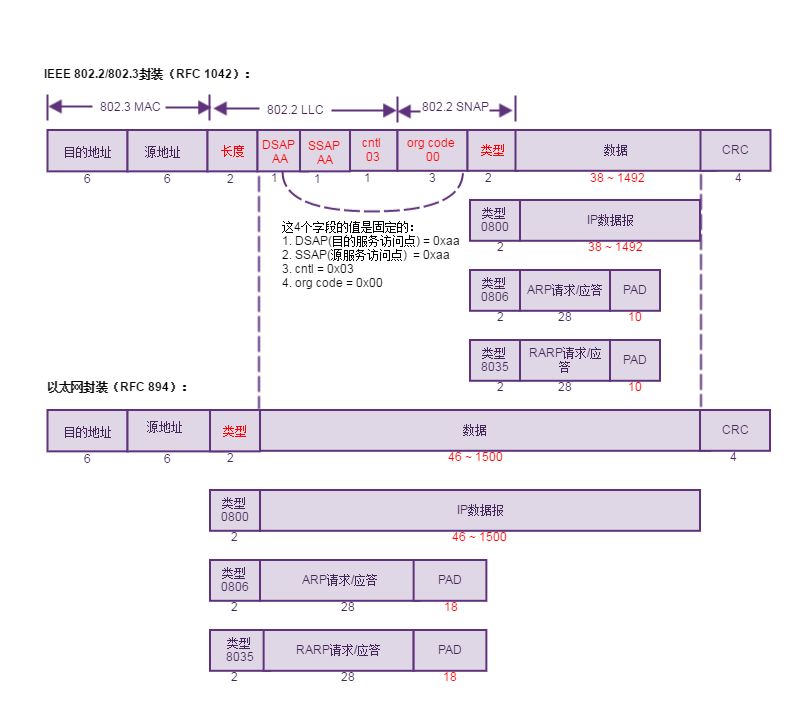 IEEE 802.2/802.3封装（RFC 1042）：
802.3 MAC
802.2 LLC
802.2 SNAP
目的地址
源地址
长度
DSAP
AA
SSAP
AA
cntl
03
org code
00
类型
数据
CRC
6
6
2
1
1
1
3
2
38 ~ 1492
4
这4个字段的值是固定的：
1. DSAP(目的服务访问点) = 0xaa
2. SSAP(源服务访问点) = 0xaa
3. cntl = 0x03
4. org code = 0x00
类型
0800
IP数据报
2
38 ~ 1492
类型
0806
ARP请求/应答
PAD
2
28
10
类型
8035
RARP请求/应
答
PAD
2
28
10
以太网封装（RFC 894）：
目的地址
源地址
类型
数据
CRC
6
6
2
46 ~ 1500
4
类型
0800
IP数据报
2
46 ~ 1500
类型
0806
ARP请求/应答
PAD
2
28
18
类型
8035
RARP请求/应答
PAD
2
28
18